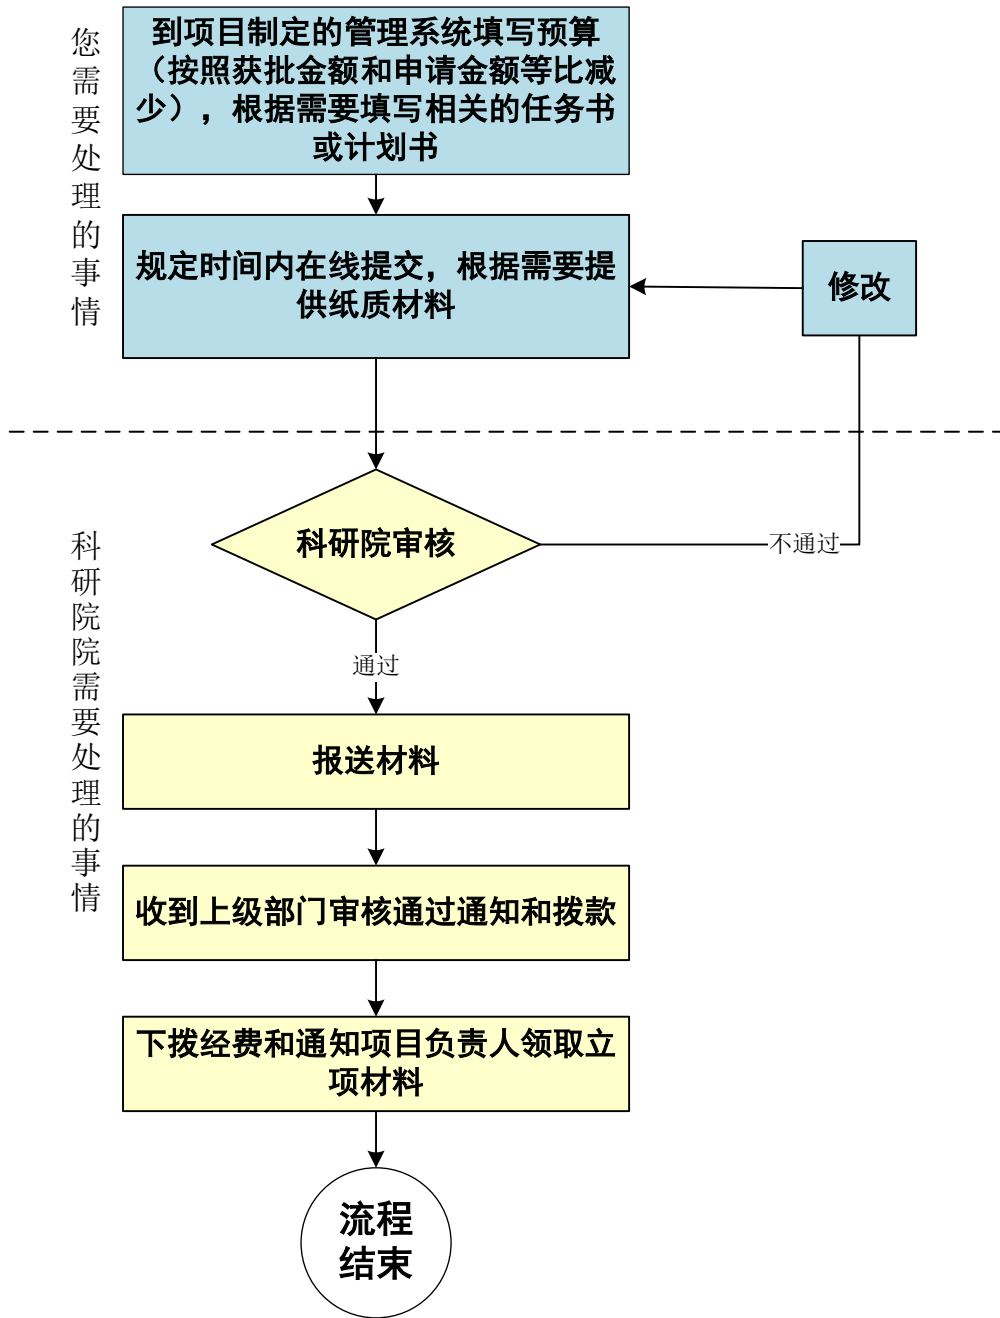 您需要处理的事情
到项目制定的管理系统填写预算
（按照获批金额和申请金额等比减
少），根据需要填写相关的任务书
或计划书
规定时间内在线提交，根据需要提
供纸质材料
修改
科研院院需要处理的事情
科研院审核
不通过
通过
报送材料
收到上级部门审核通过通知和拨款
下拨经费和通知项目负责人领取立
项材料
流程
结束